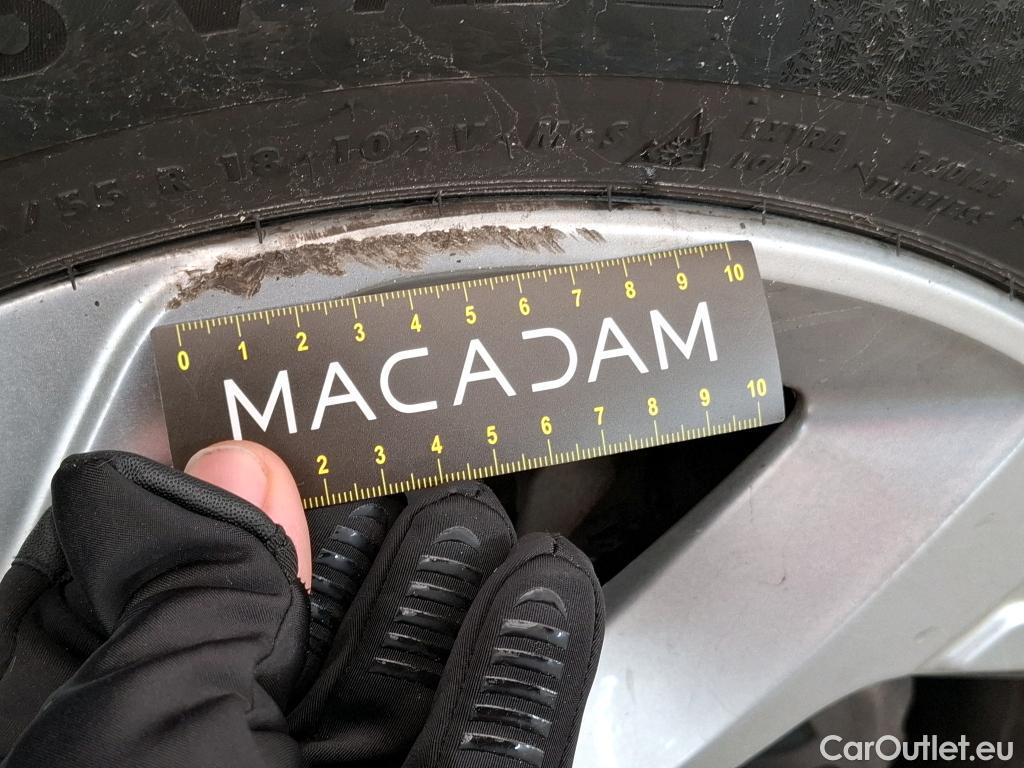 / 55 R 18 102 V M+S EXTRA LOAD RADIAL TUBELESS
0 1 2 3 4 5 6 7 8 9 10
MACADAM
2 3 4 5 6 7 8 9 10
CarOutlet.eu